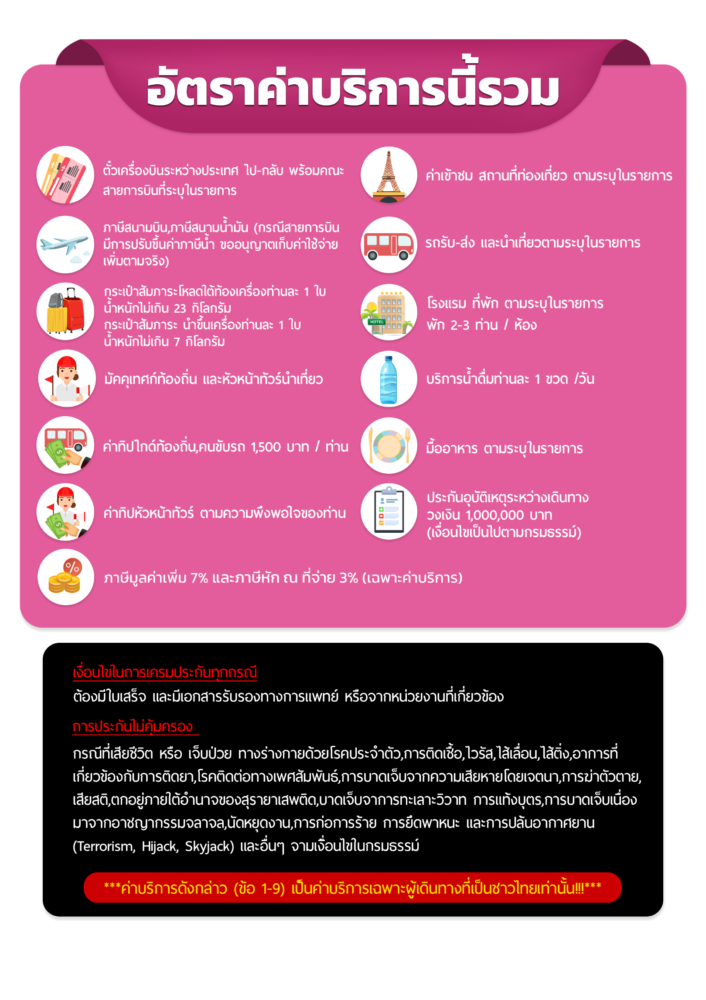 อัตราค่าบริการนี้รวม
ตั๋วเครื่องบินระหว่างประเทศ ไป-กลับ พร้อมคณะ
สายการบินที่ระบุในรายการ
ภาษีสนามบิน,ภาษีสนามน้ำมัน (กรณีสายการบิน
มีการปรับขึ้นค่าภาษีน้ำ ขออนุญาตเก็บค่าใช้จ่าย
เพิ่มตามจริง)
กระเป๋าสัมภาระโหลดใต้ท้องเครื่องท่านละ 1 ใบ
น้ำหนักไม่เกิน 23 กิโลกรัม
กระเป๋าสัมภาระ นำขึ้นเครื่องท่านละ 1 ใบ
น้ำหนักไม่เกิน 7 กิโลกรัม
มัคคุเทศก์ท้องถิ่น และหัวหน้าทัวร์นำเที่ยว
ค่าทิปไกด์ท้องถิ่น,คนขับรถ 1,500 บาท / ท่าน
ค่าทิปหัวหน้าทัวร์ ตามความพึงพอใจของท่าน
ภาษีมูลค่าเพิ่ม 7% และภาษีหัก ณ ที่จ่าย 3% (เฉพาะค่าบริการ)
ค่าเข้าชม สถานที่ท่องเที่ยว ตามระบุในรายการ
รถรับ-ส่ง และนำเที่ยวตามระบุในรายการ
HOTEL
โรงแรม ที่พัก ตามระบุในรายการ
พัก 2-3 ท่าน / ห้อง
บริการน้ำดื่มท่านละ 1 ขวด /วัน
มื้ออาหาร ตามระบุในรายการ
ประกันอุบัติเหตุระหว่างเดินทาง
วงเงิน 1,000,000 บาท
(เงื่อนไขเป็นไปตามกรมธรรม์)
เงื่อนไขในการเครมประกันทุกกรณี
ต้องมีใบเสร็จ และมีเอกสารรับรองทางการแพทย์ หรือจากหน่วยงานที่เกี่ยวข้อง
การประกันไม่คุ้มครอง
กรณีที่เสียชีวิต หรือ เจ็บป่วย ทางร่างกายด้วยโรคประจำตัว,การติดเชื้อ,ไวรัส,ไส้เลื่อน,ไส้ติ่ง,อาการที่
เกี่ยวข้องกับการติดยา,โรคติดต่อทางเพศสัมพันธ์,การบาดเจ็บจากความเสียหายโดยเจตนา,การฆ่าตัวตาย,
เสียสติ,ตกอยู่ภายใต้อำนาจของสุรายาเสพติด,บาดเจ็บจาการทะเลาะวิวาท การแท้งบุตร,การบาดเจ็บเนื่อง
มาจากอาชญากรรมจลาจล,นัดหยุดงาน,การก่อการร้าย การยึดพาหนะ และการปล้นอากาศยาน
(Terrorism, Hijack, Skyjack) และอื่นๆ จามเงื่อนไขในกรมธรรม์
***ค่าบริการดังกล่าว (ข้อ 1-9) เป็นค่าบริการเฉพาะผู้เดินทางที่เป็นชาวไทยเท่านั้น!!!***